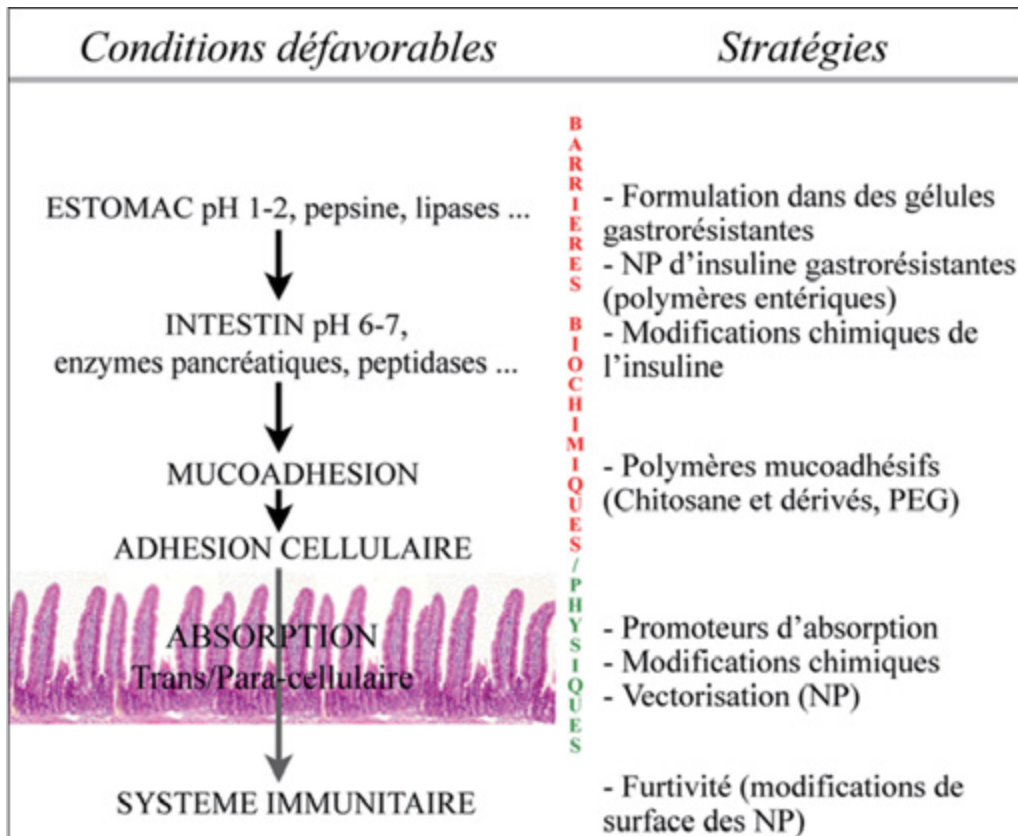 Conditions défavorables
Stratégies
ESTOMAC pH 1-2, pepsine, lipases ...
INTESTIN pH 6-7,
enzymes pancréatiques, peptidases ...
MUCOADHESION
ADHESION CELLULAIRE
ABSORPTION
Trans/Para-cellulaire
SYSTEME IMMUNITAIRE
BARRIERES BIOCHIMIQUES/PHYSIQUES
- Formulation dans des gélules
gastrorésistantes
- NP d’insuline gastrorésistantes
(polymères entériques)
- Modifications chimiques de
l’insuline
- Polymères mucoadhésifs
(Chitosane et dérivés, PEG)
- Promoteurs d’absorption
- Modifications chimiques
- Vectorisation (NP)
- Furtivité (modifications de
surface des NP)